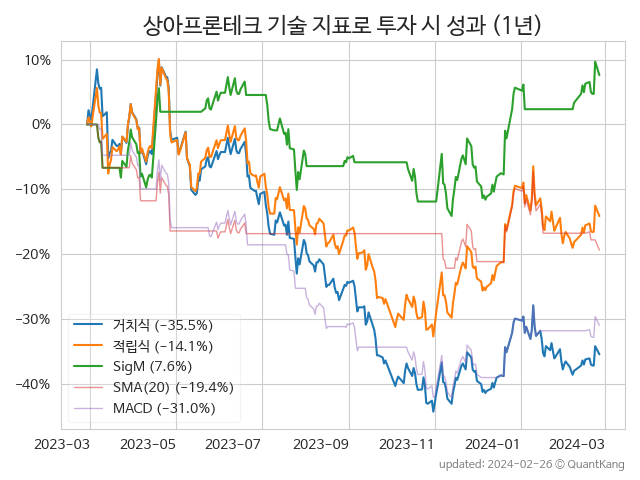 상아프론테크 기술 지표로 투자 시 성과 (1년)
10%
0%
−10%
−20%
−30%
−40%
거치식 (−35.5%)
적립식 (−14.1%)
SigM (7.6%)
SMA(20) (−19.4%)
MACD (−31.0%)
2023-03 2023-05 2023-07 2023-09 2023-11 2024-01 2024-03
updated: 2024-02-26 © QuantKang